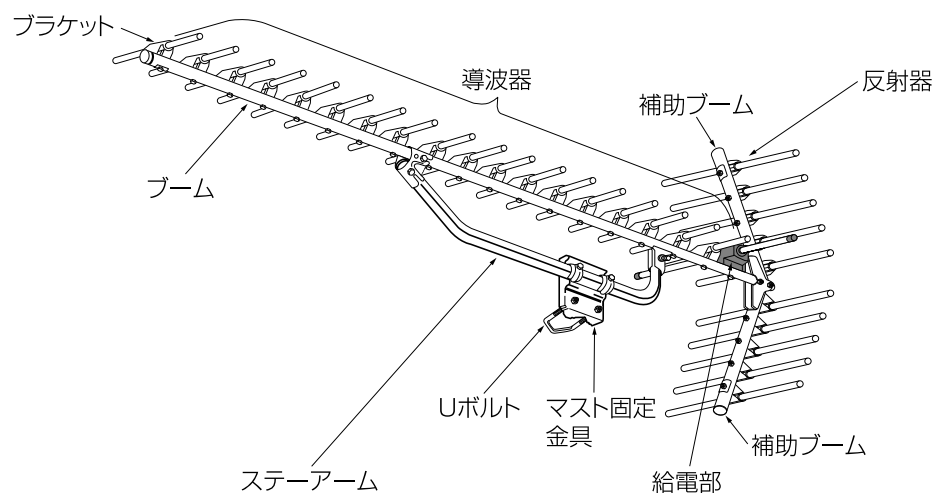 ブラケット
導波器
反射器
補助ブーム
ブーム
Uボルト
マスト固定
金具
補助ブーム
ステーアーム
給電部